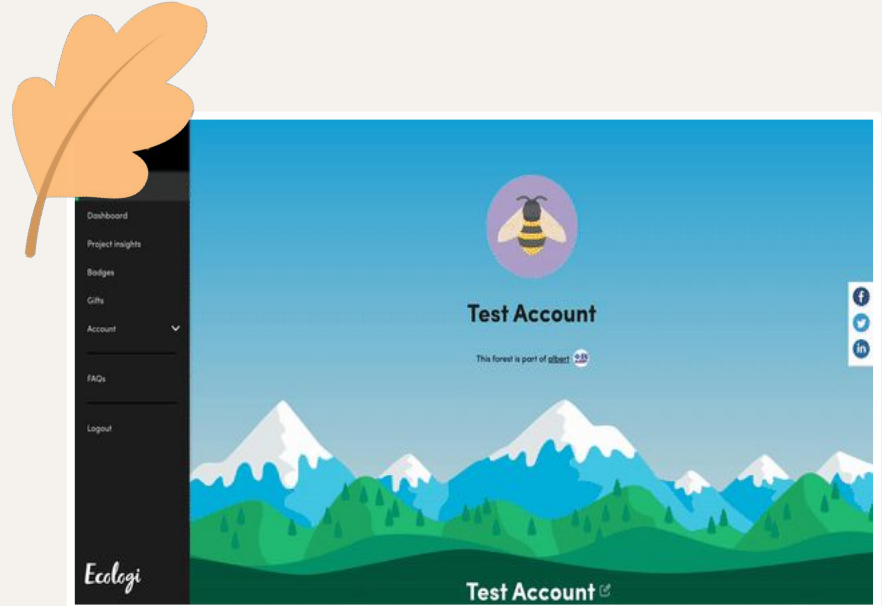 Dashboard
Project insights
Badges
Gifts
Account
FAQs
Logout
Ecologi
Test Account
This forest is part of albert
Test Account